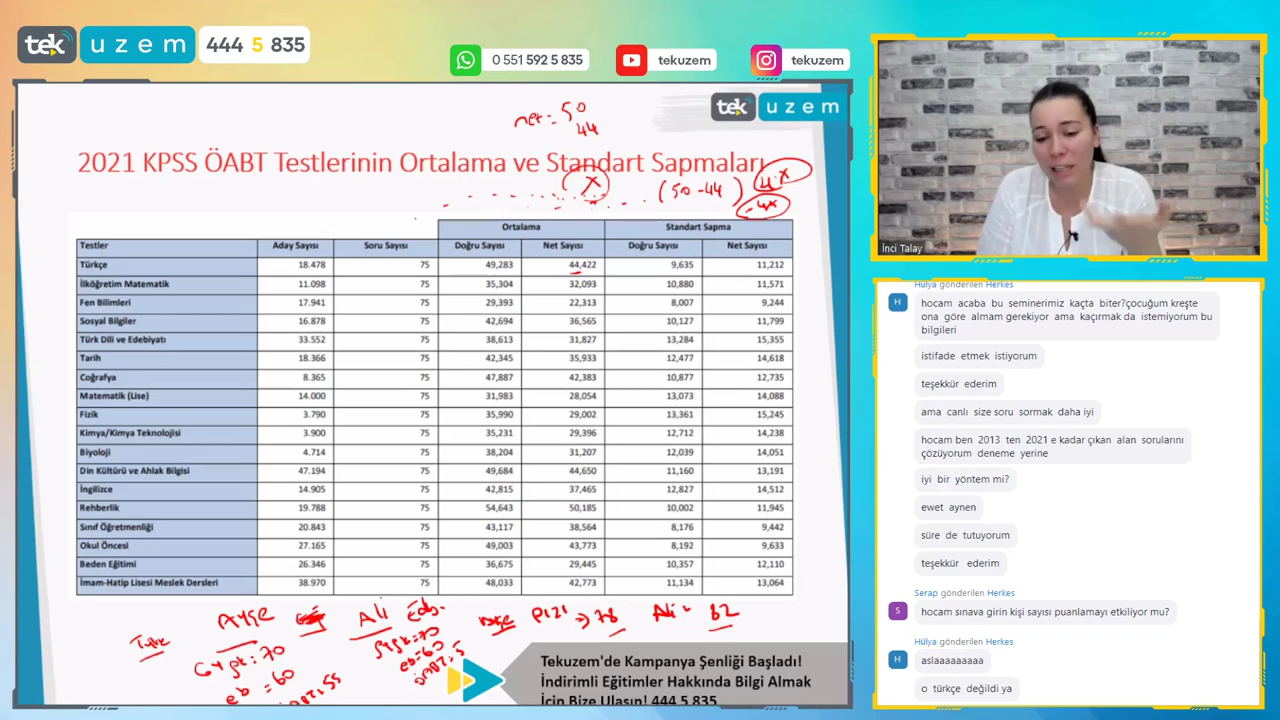 tek uzem 444 5 835
0 551 592 5 835 tekuzem tekuzem
tek uzem
net = 50
44
2021 KPSS ÖABT Testlerinin Ortalama ve Standart Sapmaları
x (50-44) 4x
-4x
Ortalama Standart Sapma
Testler Aday Sayısı Soru Sayısı Doğru Sayısı Net Sayısı Doğru Sayısı Net Sayısı
Türkçe 18.478 75 49,283 44,422 9,635 11,212
İlköğretim Matematik 11.098 75 35,304 32,093 10,880 11,571
Fen Bilimleri 17.941 75 29,393 22,313 8,007 9,244
Sosyal Bilgiler 16.878 75 42,694 36,565 10,127 11,799
Türk Dili ve Edebiyatı 33.552 75 38,613 31,827 13,284 15,355
Tarih 18.366 75 42,345 35,933 12,477 14,618
Coğrafya 8.365 75 47,887 42,383 10,877 12,735
Matematik (Lise) 14.000 75 31,983 28,054 13,073 14,088
Fizik 3.790 75 35,990 29,002 13,361 15,245
Kimya/Kimya Teknolojisi 3.900 75 35,231 29,396 12,712 14,238
Biyoloji 4.714 75 38,204 31,207 12,039 14,051
Din Kültürü ve Ahlak Bilgisi 47.194 75 49,684 44,650 11,160 13,191
İngilizce 14.905 75 42,815 37,465 12,827 14,512
Rehberlik 19.788 75 54,643 50,185 10,002 11,945
Sınıf Öğretmenliği 20.843 75 43,117 38,564 8,176 9,442
Okul Öncesi 27.165 75 49,003 43,773 8,192 9,633
Beden Eğitimi 26.346 75 36,675 29,445 10,357 12,110
İmam-Hatip Lisesi Meslek Dersleri 38.970 75 48,033 42,773 11,134 13,064
Ayşe Ali Edb. P121 → 78 Ali = 82
Türkçe
Gygk: 70 gygk=70
eb = 60 eb=60
Tekuzem'de Kampanya Şenliği Başladı!
İndirimli Eğitimler Hakkında Bilgi Almak
İçin Bize Ulaşın! 444 5 835
İnci Talay
Hülya gönderilen Herkes
H
hocam acaba bu seminerimiz kaçta biter?çocuğum kreşte
ona göre almam gerekiyor ama kaçırmak da istemiyorum bu
bilgileri
istifade etmek istiyorum
teşekkür ederim
ama canlı size soru sormak daha iyi
hocam ben 2013 ten 2021 e kadar çıkan alan sorularını
çözüyorum deneme yerine
iyi bir yöntem mi?
ewet aynen
süre de tutuyorum
teşekkür ederim
Serap gönderilen Herkes
S
hocam sınava girin kişi sayısı puanlamayı etkiliyor mu?
Hülya gönderilen Herkes
H
aslaaaaaaaaa
o türkçe değildi ya